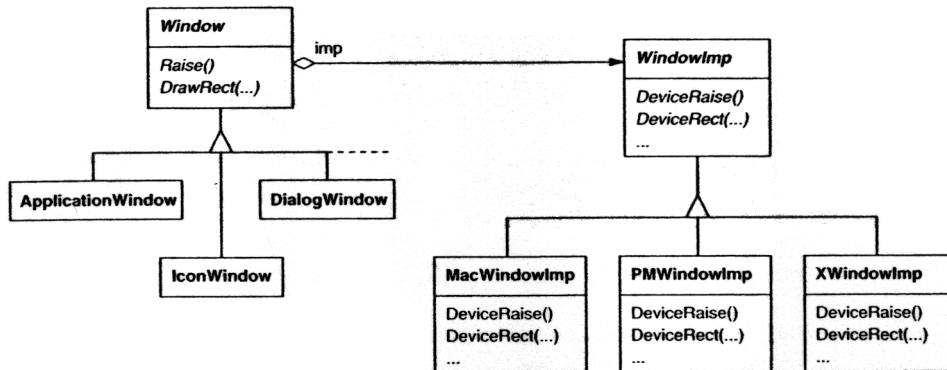 Window
Raise()
DrawRect(...)
imp
WindowImp
DeviceRaise()
DeviceRect(...)
...
ApplicationWindow
DialogWindow
IconWindow
MacWindowImp
DeviceRaise()
DeviceRect(...)
...
PMWindowImp
DeviceRaise()
DeviceRect(...)
...
XWindowImp
DeviceRaise()
DeviceRect(...)
...